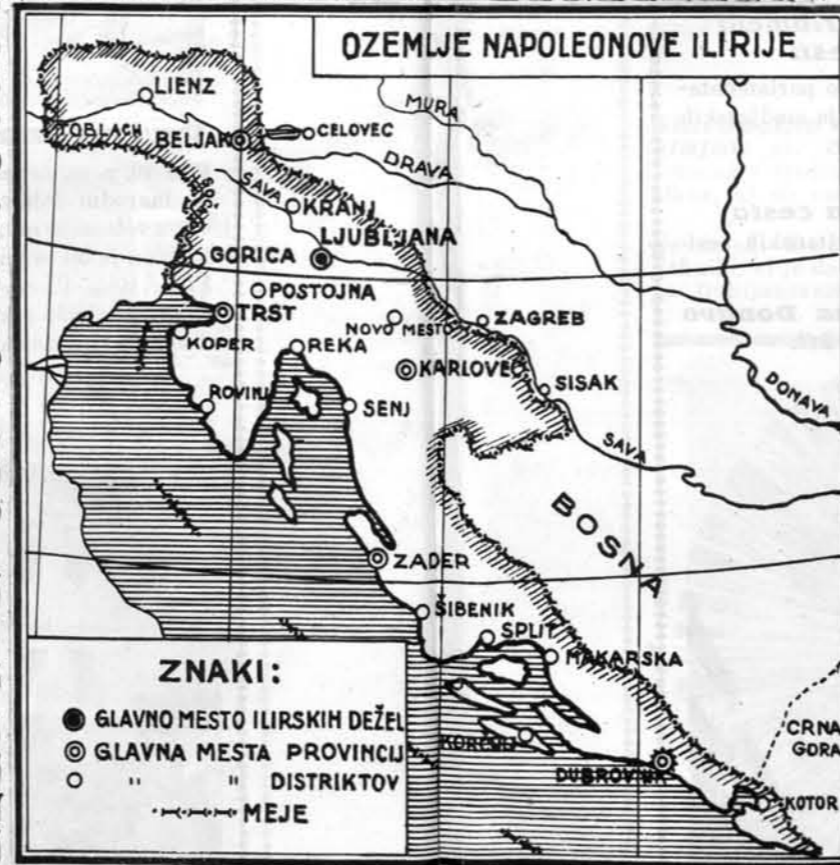 OZEMLJE NAPOLEONOVE ILIRIJE
LIENZ
MURA
TOBLACH
BELJAK
CELOVEC
DRAVA
SOČA
SAVA
KRANJ
LJUBLJANA
GORICA
POSTOJNA
TRST
NOVO MESTO
ZAGREB
KOPER
REKA
KARLOVEC
SISAK
DONAVA
ROVINJ
SENJ
SAVA
BOSNA
ZADER
ŠIBENIK
SPLIT
MAKARSKA
CRNA
GORA
DUBROVNIK
KOTOR
ZNAKI:
GLAVNO MESTO ILIRSKIH DEŽEL
GLAVNA MESTA PROVINCIJ
" " DISTRIKTOV
MEJE